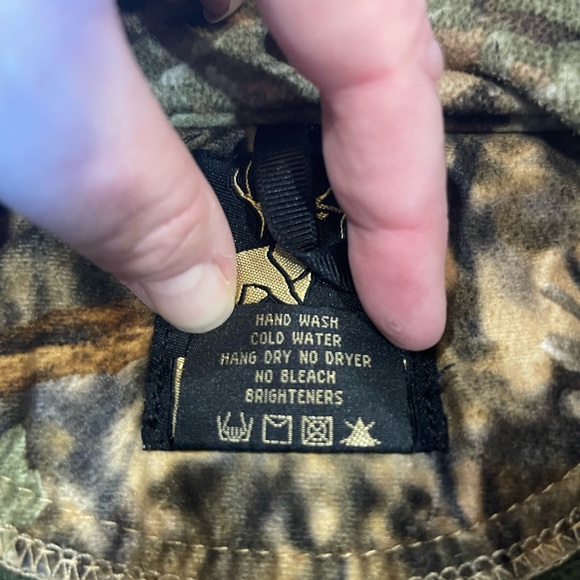 HAND WASH
COLD WATER
HANG DRY NO DRYER
NO BLEACH
BRIGHTENERS